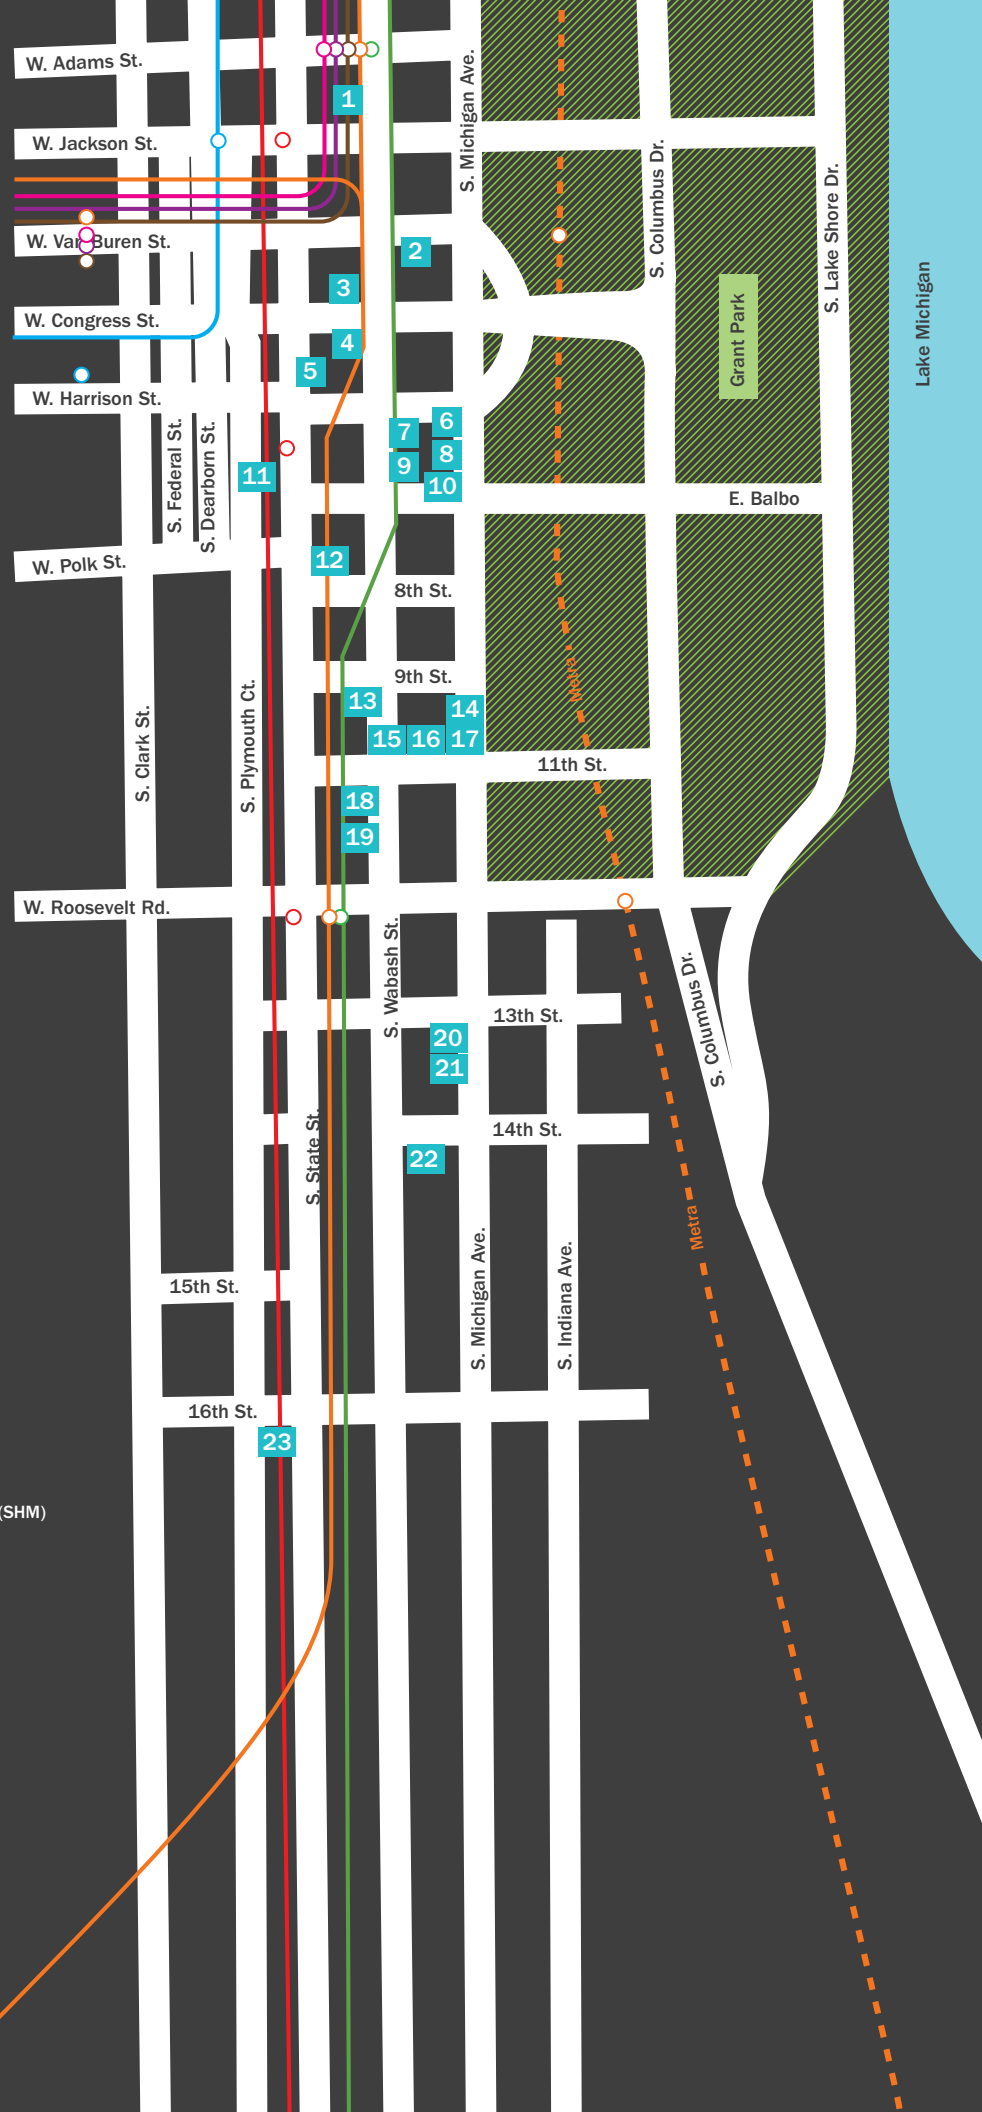 W. Adams St.
1
S. Michigan Ave.
W. Jackson St.
S. Columbus Dr.
S. Lake Shore Dr.
W. Van Buren St.
2
3
Grant Park
Lake Michigan
W. Congress St.
4
5
W. Harrison St.
6
7
8
9
10
11
S. Federal St.
S. Dearborn St.
E. Balbo
W. Polk St.
12
8th St.
9th St.
Metra
13
14
15
16
17
S. Clark St.
S. Plymouth Ct.
11th St.
18
19
W. Roosevelt Rd.
S. Wabash St.
13th St.
S. Columbus Dr.
20
21
14th St.
S. State St.
22
Metra
15th St.
S. Michigan Ave.
S. Indiana Ave.
16th St.
23
(SHM)